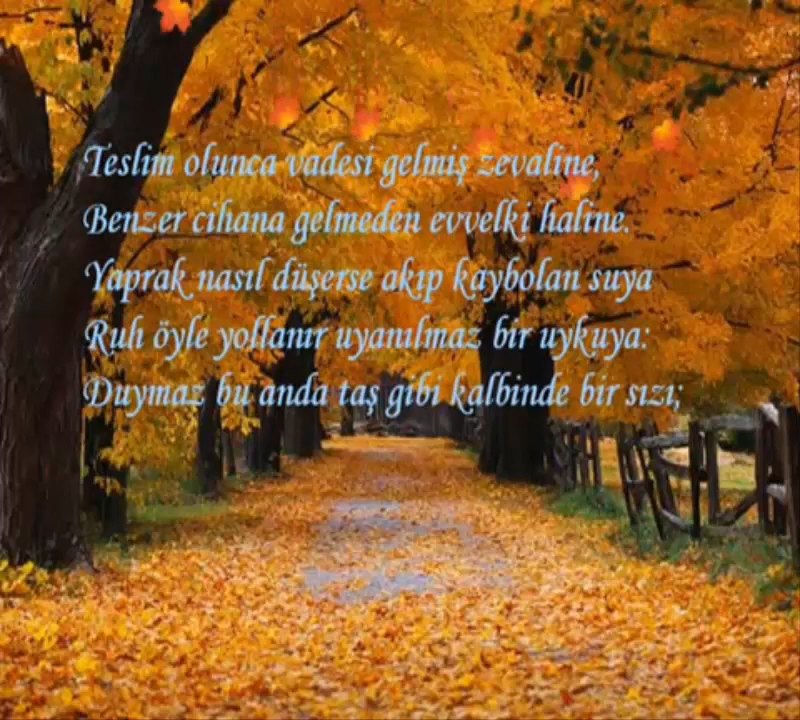 Teslim olunca vadesi gelmiş zevaline,
Benzer cihana gelmeden evvelki haline.
Yaprak nasıl düşerse akıp kaybolan suya
Ruh öyle yollanır uyanılmaz bir uykuya:
Duymaz bu anda taş gibi kalbinde bir sızı;